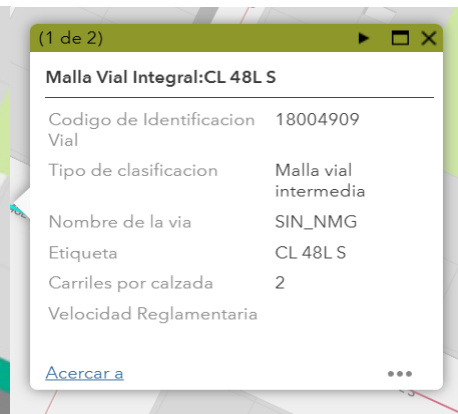 (1 de 2)
Malla Vial Integral:CL 48L S
Codigo de Identificacion Vial 18004909
Tipo de clasificacion Malla vial intermedia
Nombre de la via SIN_NMG
Etiqueta CL 48L S
Carriles por calzada 2
Velocidad Reglamentaria
Acercar a